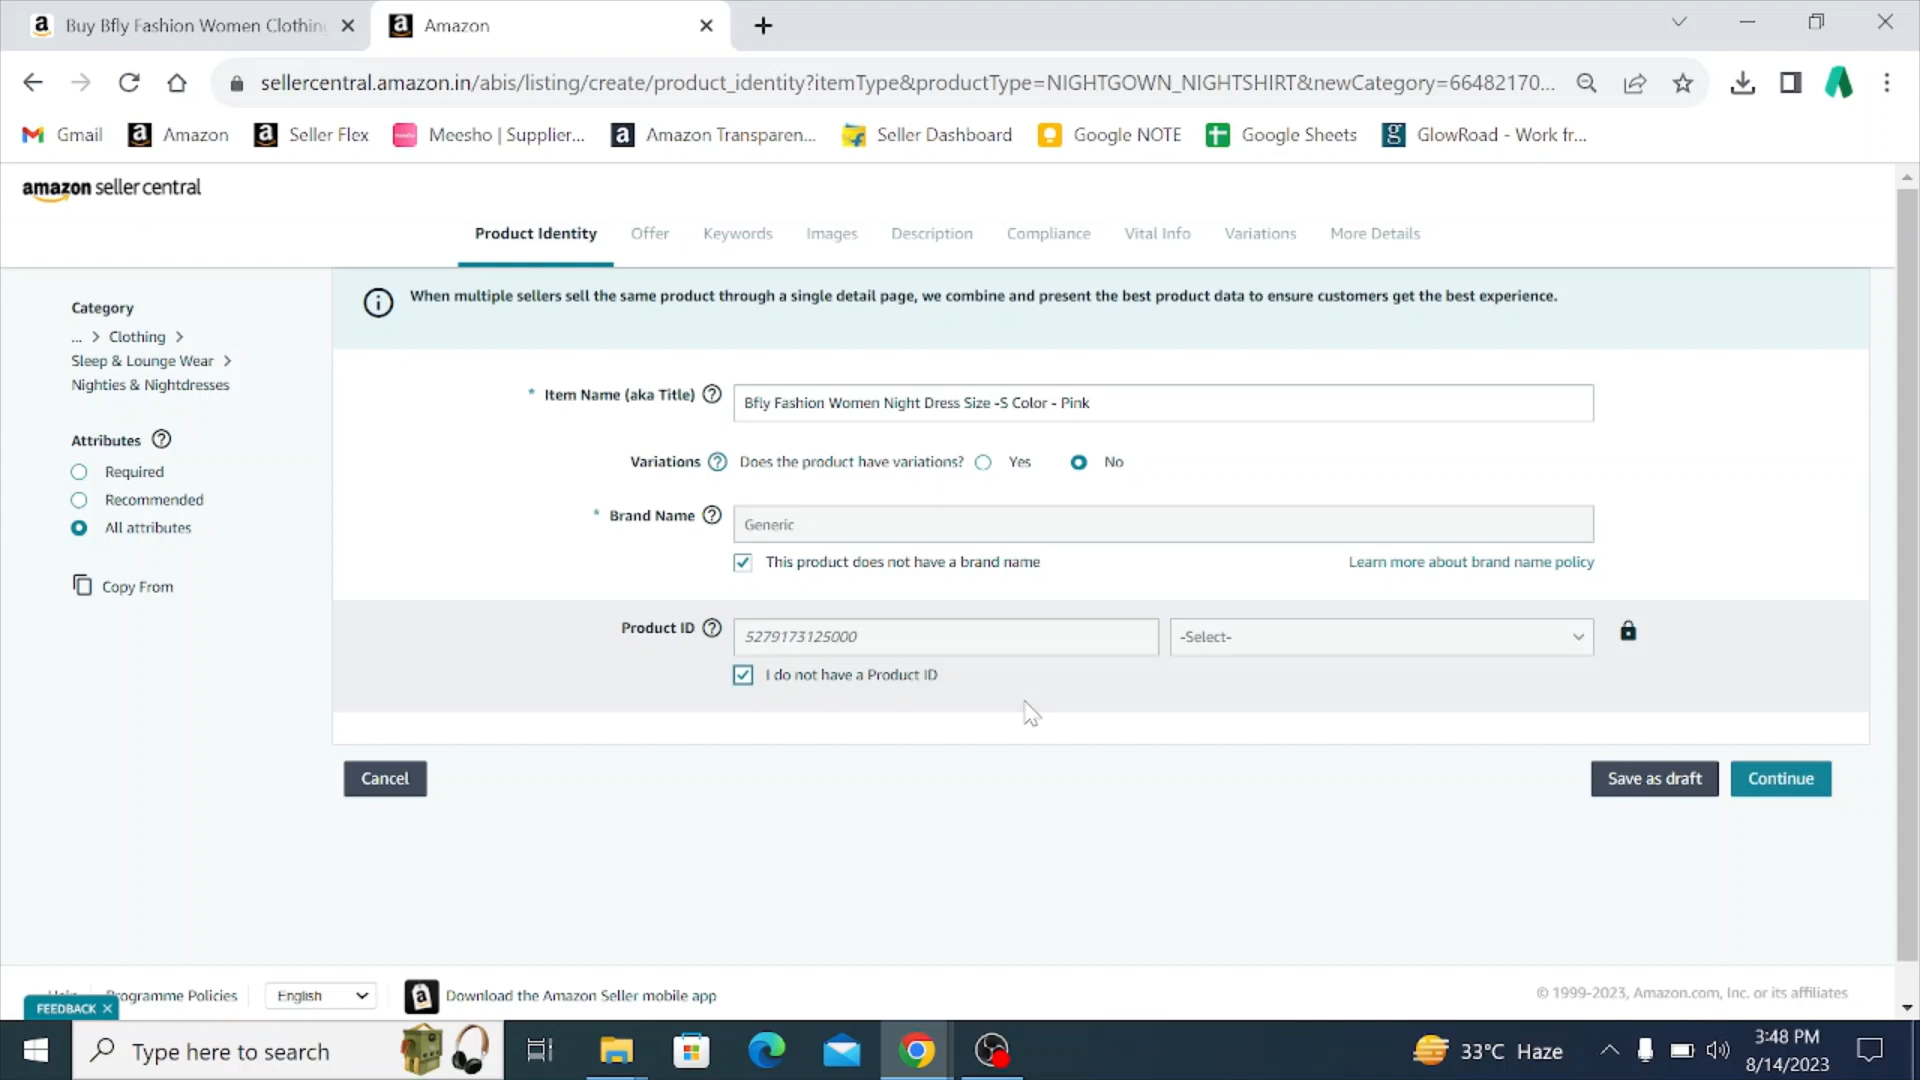 Buy Bfly Fashion Women Clothing
Amazon
sellercentral.amazon.in/abis/listing/create/product_identity?itemType&productType=NIGHTGOWN_NIGHTSHIRT&newCategory=66482170...
Gmail Amazon Seller Flex Meesho | Supplier... Amazon Transparen... Seller Dashboard Google NOTE Google Sheets GlowRoad - Work fr...
amazon seller central
Product Identity Offer Keywords Images Description Compliance Vital Info Variations More Details
When multiple sellers sell the same product through a single detail page, we combine and present the best product data to ensure customers get the best experience.
Category
... > Clothing >
Sleep & Lounge Wear >
Nighties & Nightdresses
Attributes
Required
Recommended
All attributes
Copy From
* Item Name (aka Title) Bfly Fashion Women Night Dress Size -S Color - Pink
Variations Does the product have variations? Yes No
* Brand Name Generic
This product does not have a brand name Learn more about brand name policy
Product ID 5279173125000 -Select-
I do not have a Product ID
Cancel Save as draft Continue
Help Programme Policies English Download the Amazon Seller mobile app © 1999-2023, Amazon.com, Inc. or its affiliates
FEEDBACK ×
Type here to search 33°C Haze 3:48 PM
8/14/2023